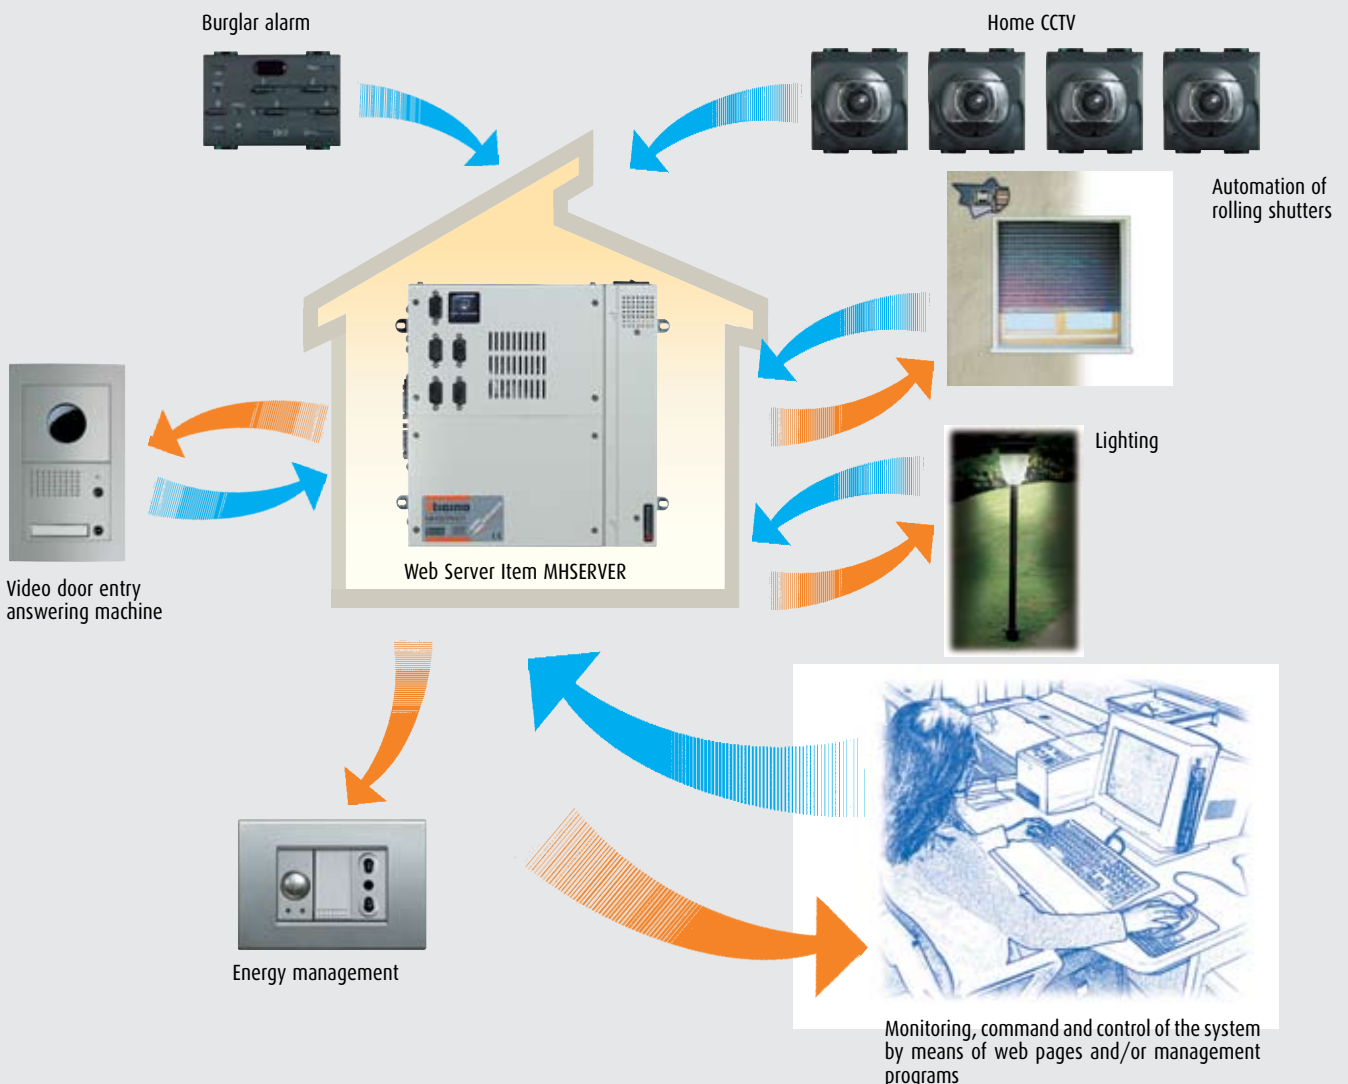 Burglar alarm
Home CCTV
Automation of
rolling shutters
Lighting
bticino
Web Server Item MHSERVER
Video door entry
answering machine
Energy management
Monitoring, command and control of the system
by means of web pages and/or management
programs